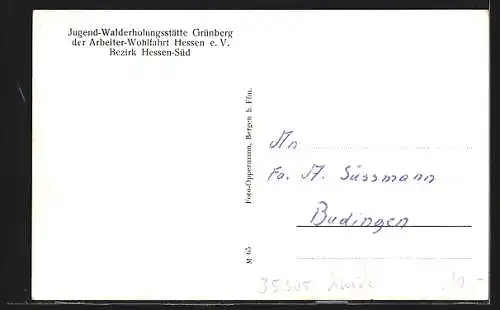 Jugend-Walderholungsstätte Grünberg
der Arbeiter-Wohlfahrt Hessen e. V.
Bezirk Hessen-Süd
Foto-Oppermann, Bergen b. Ffm.
M 65
An
Fa. M. Süssmann
Budingen
35305
10,-